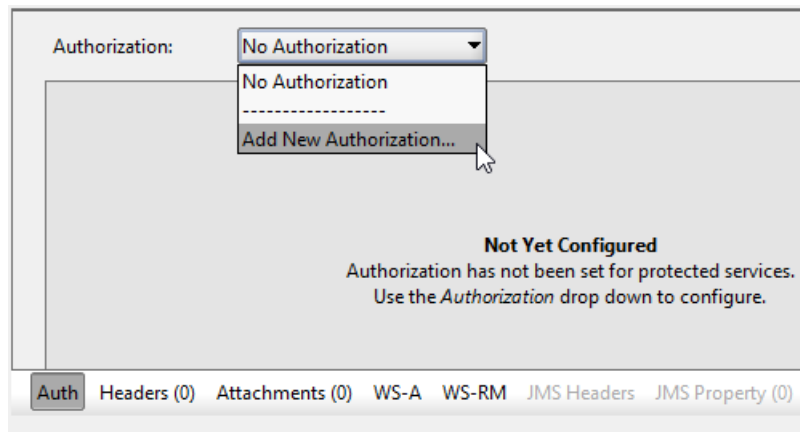 Authorization: No Authorization
No Authorization
------------------
Add New Authorization...
Not Yet Configured
Authorization has not been set for protected services.
Use the Authorization drop down to configure.
Auth Headers (0) Attachments (0) WS-A WS-RM JMS Headers JMS Property (0)